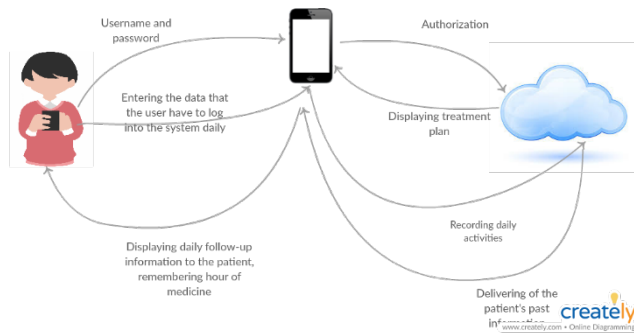 Username and
password
Authorization
Entering the data that
the user have to log
into the system daily
Displaying treatment
plan
Recording daily
activities
Displaying daily follow-up
information to the patient,
remembering hour of
medicine
Delivering of the
patient's past
information
creately
www.creately.com • Online Diagramming